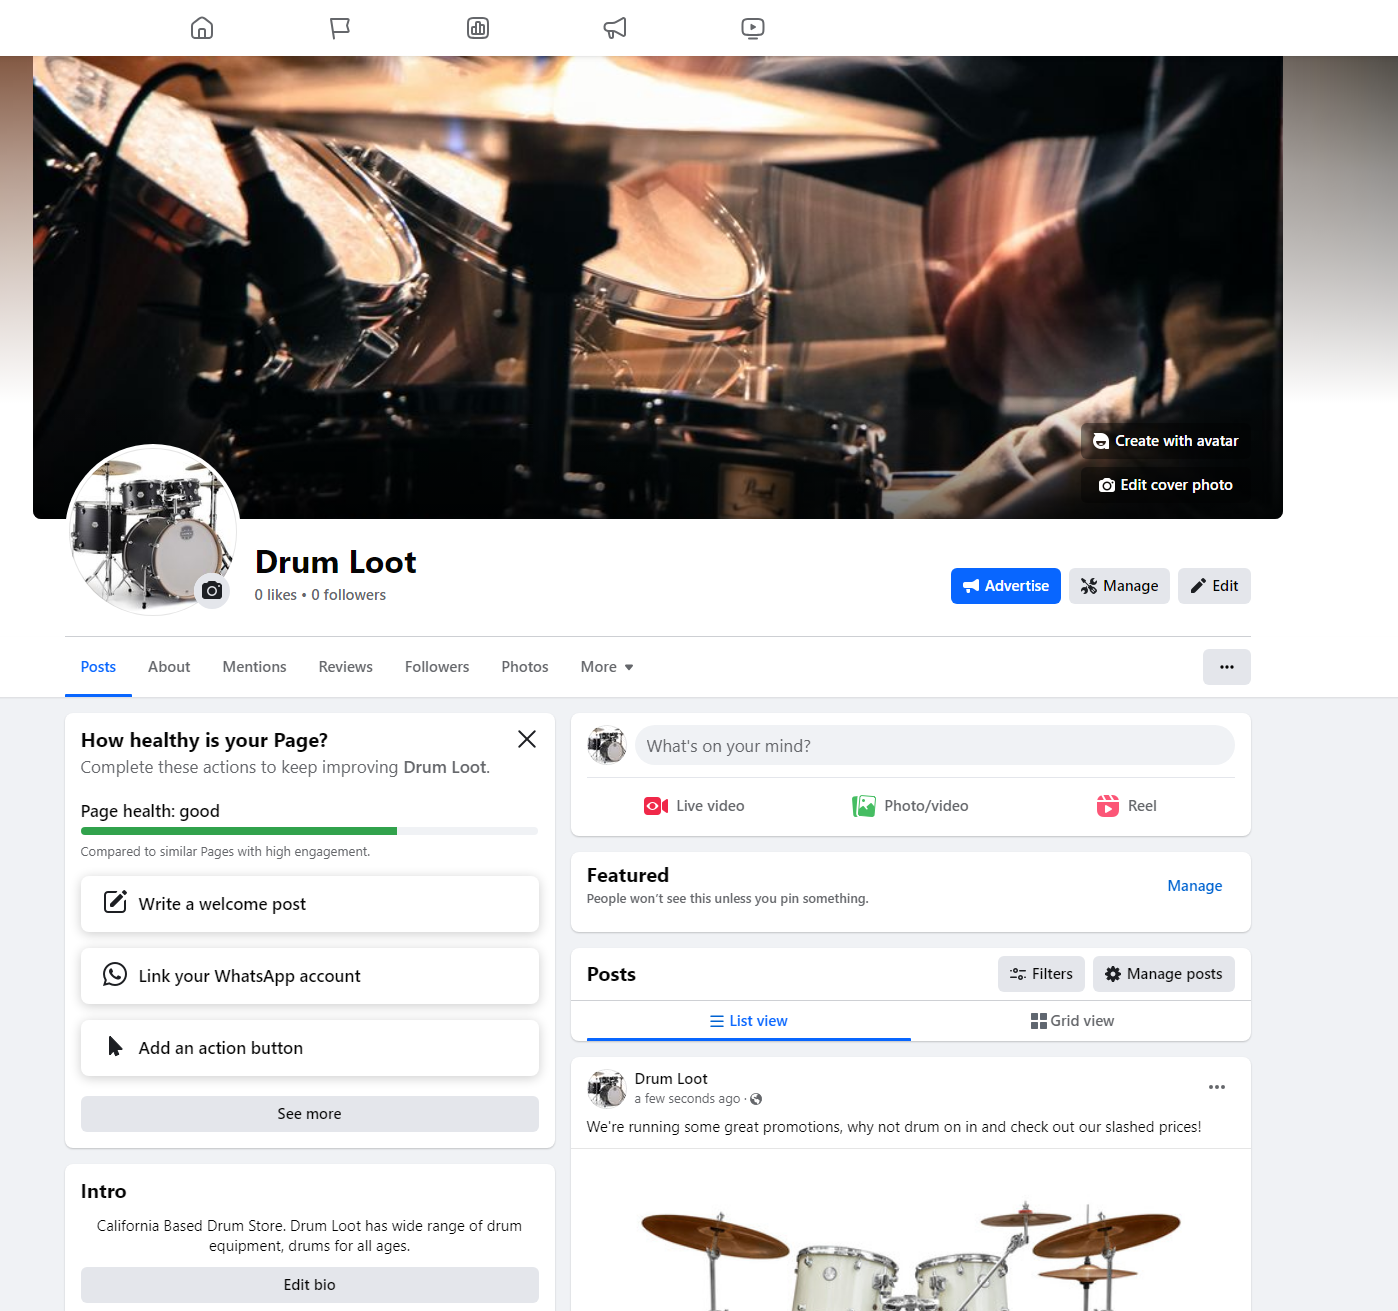 Create with avatar
Edit cover photo
Drum Loot
0 likes • 0 followers
Advertise
Manage
Edit
Posts
About
Mentions
Reviews
Followers
Photos
More
How healthy is your Page?
Complete these actions to keep improving Drum Loot.
Page health: good
Compared to similar Pages with high engagement.
Write a welcome post
Link your WhatsApp account
Add an action button
See more
Intro
California Based Drum Store. Drum Loot has wide range of drum
equipment, drums for all ages.
Edit bio
What's on your mind?
Live video
Photo/video
Reel
Featured
People won't see this unless you pin something.
Manage
Posts
Filters
Manage posts
List view
Grid view
Drum Loot
a few seconds ago ·
We're running some great promotions, why not drum on in and check out our slashed prices!
Pearl